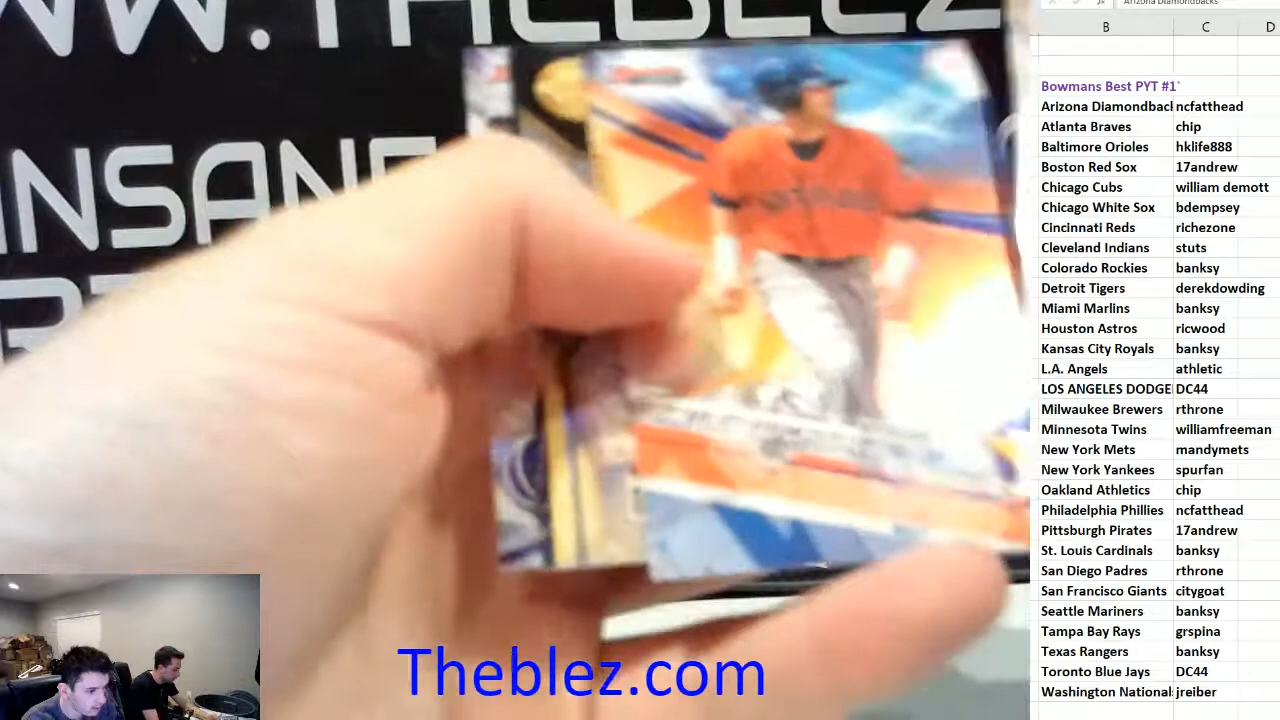 WW.THEBLEZ
INSANE
Theblez.com
Arizona Diamondbacks
B C D
Bowmans Best PYT #1`
Arizona Diamondbacl ncfatthead
Atlanta Braves chip
Baltimore Orioles hklife888
Boston Red Sox 17andrew
Chicago Cubs william demott
Chicago White Sox bdempsey
Cincinnati Reds richezone
Cleveland Indians stuts
Colorado Rockies banksy
Detroit Tigers derekdowding
Miami Marlins banksy
Houston Astros ricwood
Kansas City Royals banksy
L.A. Angels athletic
LOS ANGELES DODGE DC44
Milwaukee Brewers rthrone
Minnesota Twins williamfreeman
New York Mets mandymets
New York Yankees spurfan
Oakland Athletics chip
Philadelphia Phillies ncfatthead
Pittsburgh Pirates 17andrew
St. Louis Cardinals banksy
San Diego Padres rthrone
San Francisco Giants citygoat
Seattle Mariners banksy
Tampa Bay Rays grspina
Texas Rangers banksy
Toronto Blue Jays DC44
Washington Nationals jreiber